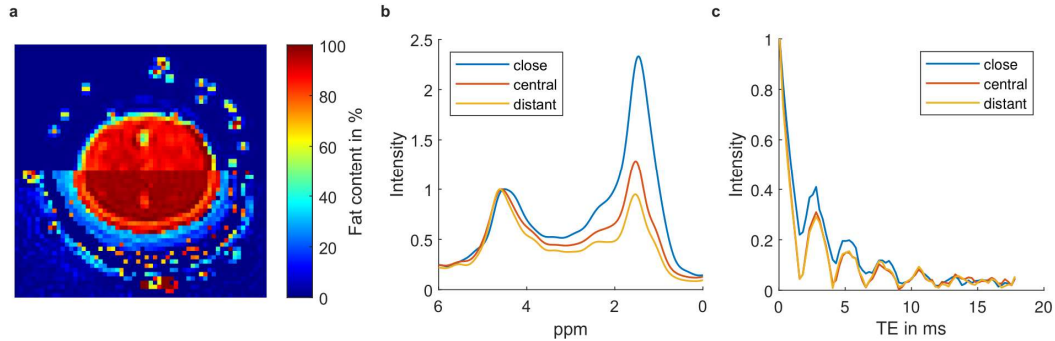 a
100
80
60
40
20
0
Fat content in %
b
2.5
2
1.5
1
0.5
0
Intensity
close
central
distant
6
4
2
0
ppm
c
1
0.8
0.6
0.4
0.2
0
Intensity
close
central
distant
0
5
10
15
20
TE in ms